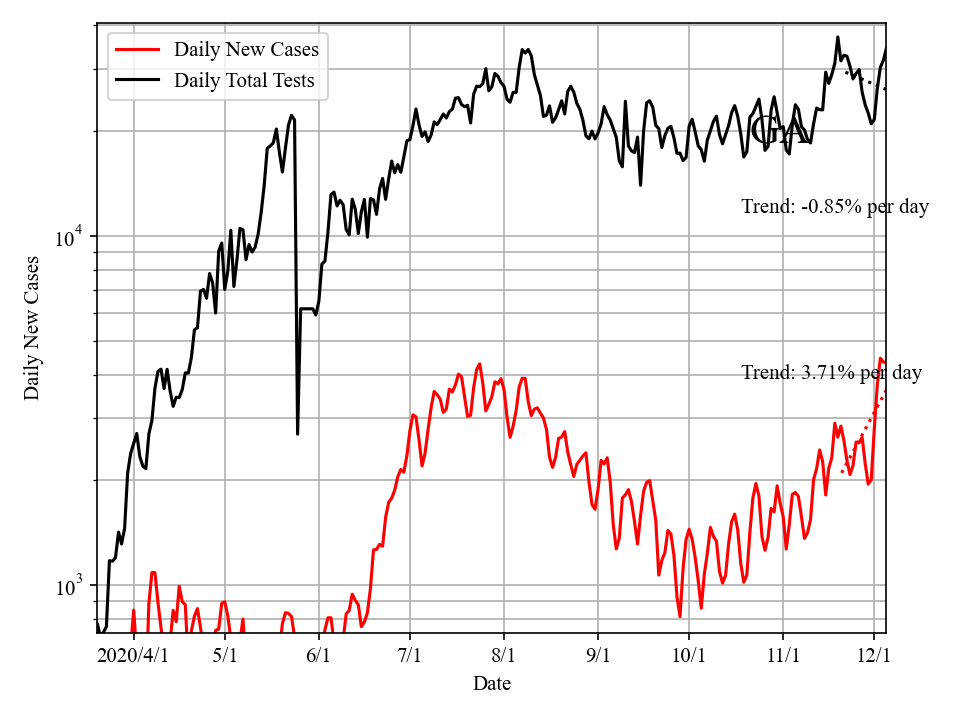 Daily New Cases
Daily Total Tests
GA
Trend: -0.85% per day
Trend: 3.71% per day
Daily New Cases
10^4
10^3
2020/4/1 5/1 6/1 7/1 8/1 9/1 10/1 11/1 12/1
Date